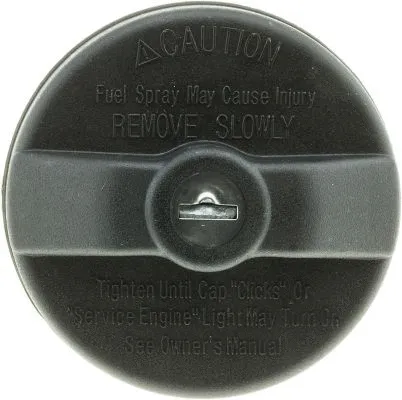 ⚠CAUTION
Fuel Spray May Cause Injury
REMOVE SLOWLY
Tighten Until Cap "Clicks" Or
"Service Engine" Light May Turn On
See Owner's Manual